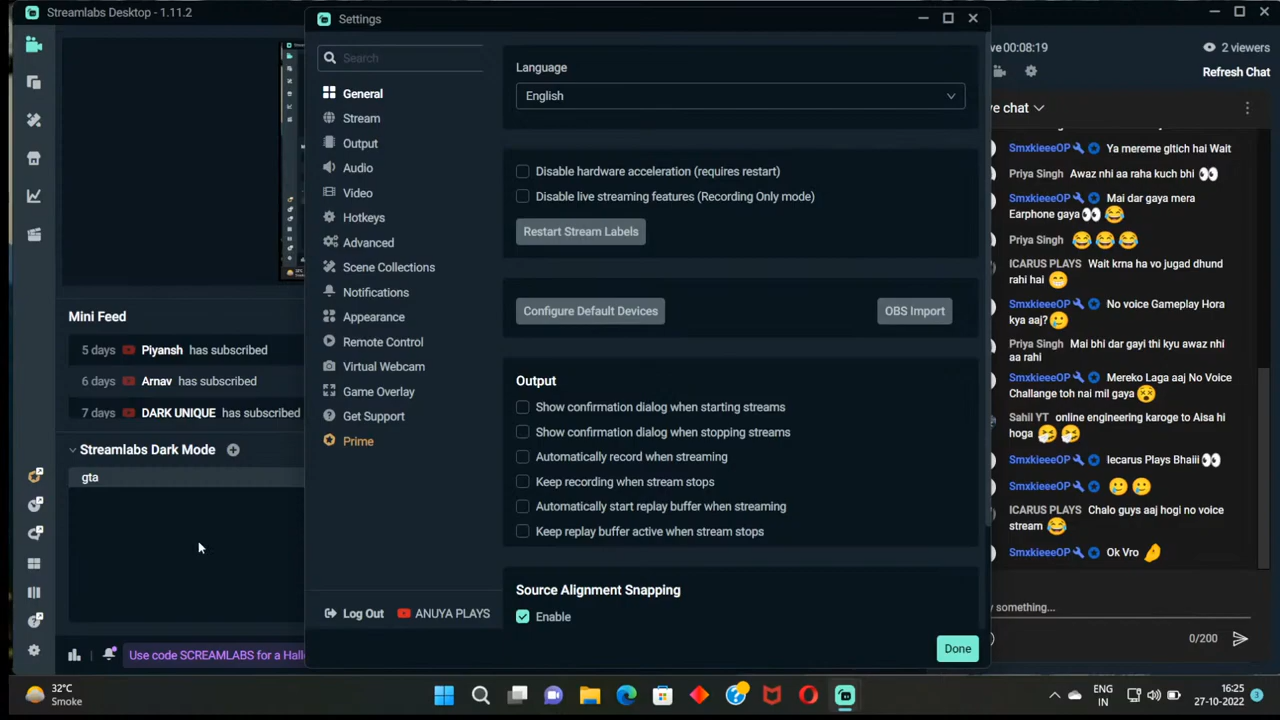 Streamlabs Desktop - 1.11.2
Settings
Search
General
Stream
Output
Audio
Video
Hotkeys
Advanced
Scene Collections
Notifications
Appearance
Remote Control
Virtual Webcam
Game Overlay
Get Support
Prime
Log Out ANUYA PLAYS
Language
English
Disable hardware acceleration (requires restart)
Disable live streaming features (Recording Only mode)
Restart Stream Labels
Configure Default Devices
OBS Import
Output
Show confirmation dialog when starting streams
Show confirmation dialog when stopping streams
Automatically record when streaming
Keep recording when stream stops
Automatically start replay buffer when streaming
Keep replay buffer active when stream stops
Source Alignment Snapping
Enable
Done
Mini Feed
5 days Piyansh has subscribed
6 days Arnav has subscribed
7 days DARK UNIQUE has subscribed
Streamlabs Dark Mode
gta
Use code SCREAMLABS for a Hall
00:08:19
2 viewers
Refresh Chat
chat
SmxkieeeOP Ya mereme gltich hai Wait
Priya Singh Awaz nhi aa raha kuch bhi 👀
SmxkieeeOP Mai dar gaya mera
Earphone gaya 👀 😂
Priya Singh 😂 😂 😂
ICARUS PLAYS Wait krna ha vo jugad dhund
rahi hai 😁
SmxkieeeOP No voice Gameplay Hora
kya aaj? 🥲
Priya Singh Mai bhi dar gayi thi kyu awaz nhi
aa rahi
SmxkieeeOP Mereko Laga aaj No Voice
Challange toh nai mil gaya 😵
Sahil YT online engineering karoge to Aisa hi
hoga 🤧 🤧
SmxkieeeOP Iecarus Plays Bhaiii 👀
SmxkieeeOP 🥲 🥲
ICARUS PLAYS Chalo guys aaj hogi no voice
stream 😂
SmxkieeeOP Ok Vro
something...
0/200
32°C
Smoke
ENG
IN
16:25
27-10-2022
3